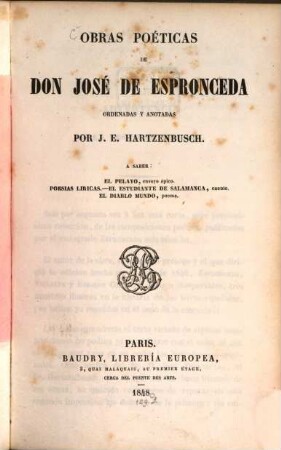 OBRAS POÉTICAS
DE
DON JOSÉ DE ESPRONCEDA
ORDENADAS Y ANOTADAS
POR J. E. HARTZENBUSCH.
A SABER:
EL PELAYO, ensayo épico.
POESIAS LIRICAS.—EL ESTUDIANTE DE SALAMANCA, cuento.
EL DIABLO MUNDO, poema.
PARIS.
BAUDRY, LIBRERÍA EUROPEA,
3, QUAI MALAQUAIS, AU PREMIER ÉTAGE,
CERCA DEL PUENTE DES ARTS.
1848